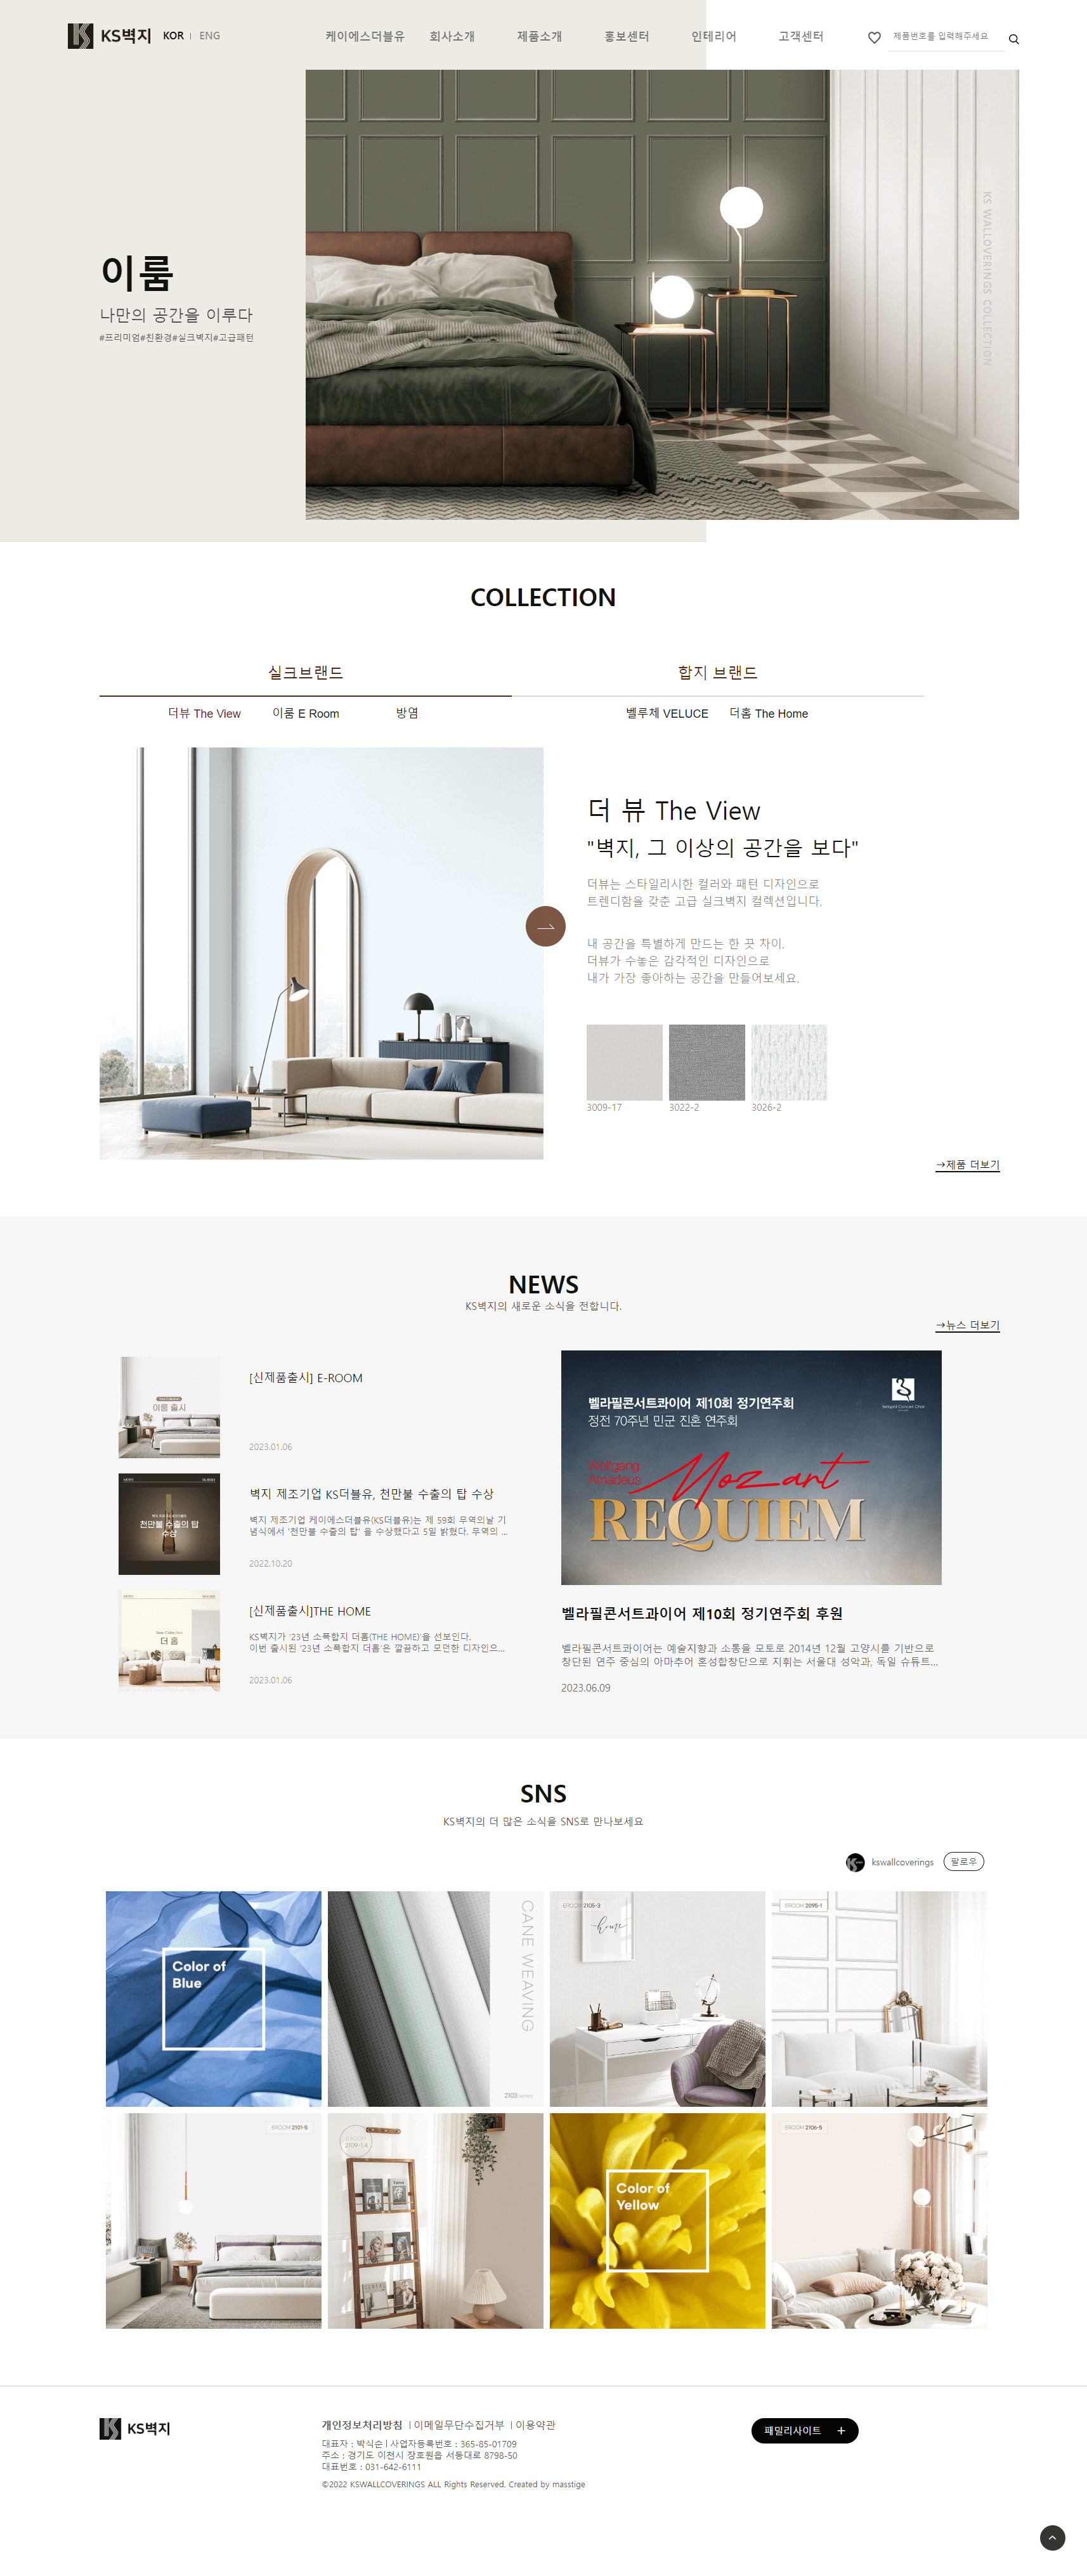 KS벽지
KOR | ENG
케이에스더블유 회사소개 제품소개 홍보센터 인테리어 고객센터
제품번호를 입력해주세요
KS WALLOVERINGS COLLECTION
이룸
나만의 공간을 이루다
#프리미엄#친환경#실크벽지#고급패턴
COLLECTION
실크브랜드
합지 브랜드
더뷰 The View
이룸 E Room
방염
벨루체 VELUCE
더홈 The Home
더 뷰 The View
"벽지, 그 이상의 공간을 보다"
더뷰는 스타일리시한 컬러와 패턴 디자인으로
트렌디함을 갖춘 고급 실크벽지 컬렉션입니다.
내 공간을 특별하게 만드는 한 끗 차이.
더뷰가 수놓은 감각적인 디자인으로
내가 가장 좋아하는 공간을 만들어보세요.
3009-17
3022-2
3026-2
→제품 더보기
NEWS
KS벽지의 새로운 소식을 전합니다.
→뉴스 더보기
이룸 출시
[신제품출시] E-ROOM
2023.01.06
천만불 수출의 탑
수상
벽지 제조기업 KS더블유, 천만불 수출의 탑 수상
벽지 제조기업 케이에스더블유(KS더블유)는 제 59회 무역의날 기
념식에서 '천만불 수출의 탑' 을 수상했다고 5일 밝혔다. 무역의 ...
2022.10.20
더 홈
[신제품출시]THE HOME
KS벽지가 '23년 소폭합지 더홈(THE HOME)'을 선보인다.
이번 출시된 '23년 소폭합지 더홈'은 깔끔하고 모던한 디자인으...
2023.01.06
벨라필콘서트콰이어 제10회 정기연주회
정전 70주년 민군 진혼 연주회
Wolfgang
Amadeus
Mozart
REQUIEM
벨라필콘서트콰이어 제10회 정기연주회 후원
벨라필콘서트콰이어는 예술지향과 소통을 모토로 2014년 12월 고양시를 기반으로
창단된 연주 중심의 아마추어 혼성합창단으로 지휘는 서울대 성악과, 독일 슈튜트...
2023.06.09
SNS
KS벽지의 더 많은 소식을 SNS로 만나보세요
kswallcoverings
팔로우
Color of
Blue
CANE WEAVING
2103
EROOM 2105-3
home
EROOM 2095-1
EROOM 2101-5
EROOM
2109-1,4
Color of
Yellow
EROOM 2106-5
KS벽지
개인정보처리방침 | 이메일무단수집거부 | 이용약관
대표자 : 박식순 | 사업자등록번호 : 365-85-01709
주소 : 경기도 이천시 장호원읍 서동대로 8798-50
대표번호 : 031-642-6111
©2022 KSWALLCOVERINGS ALL Rights Reserved. Created by masstige
패밀리사이트 +